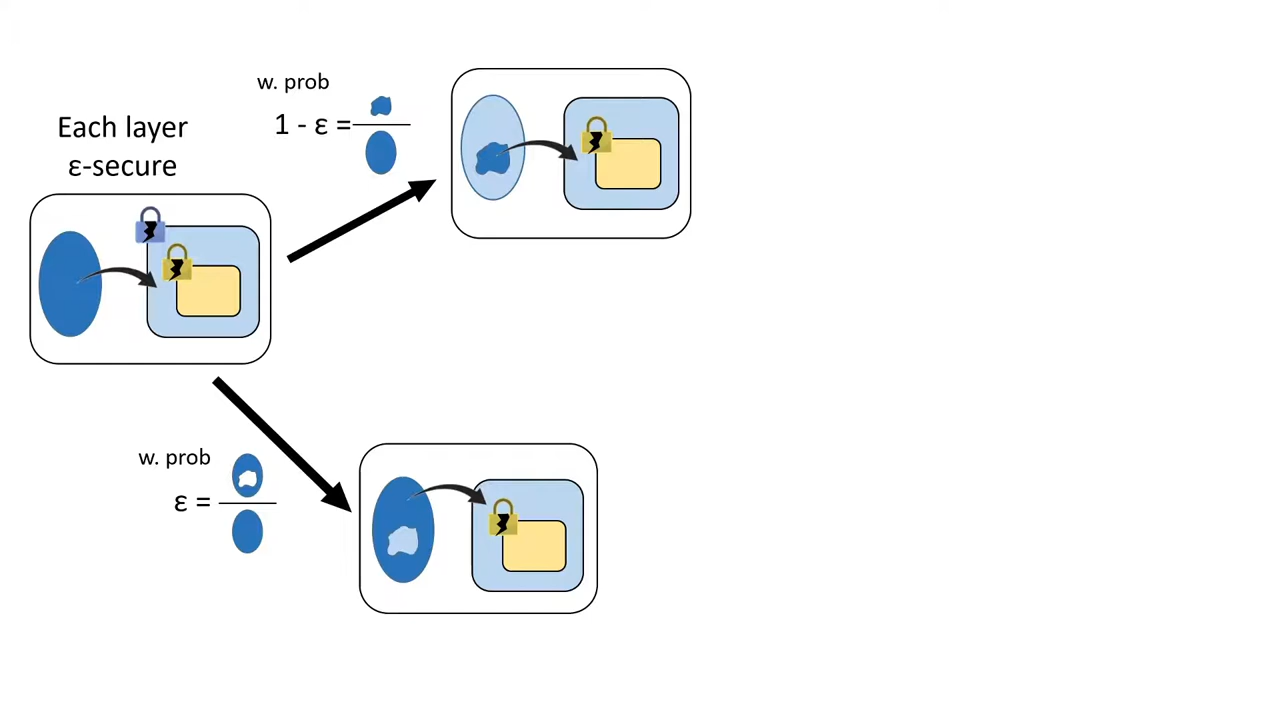 Each layer
ε-secure
w. prob
1 - ε =
w. prob
ε =